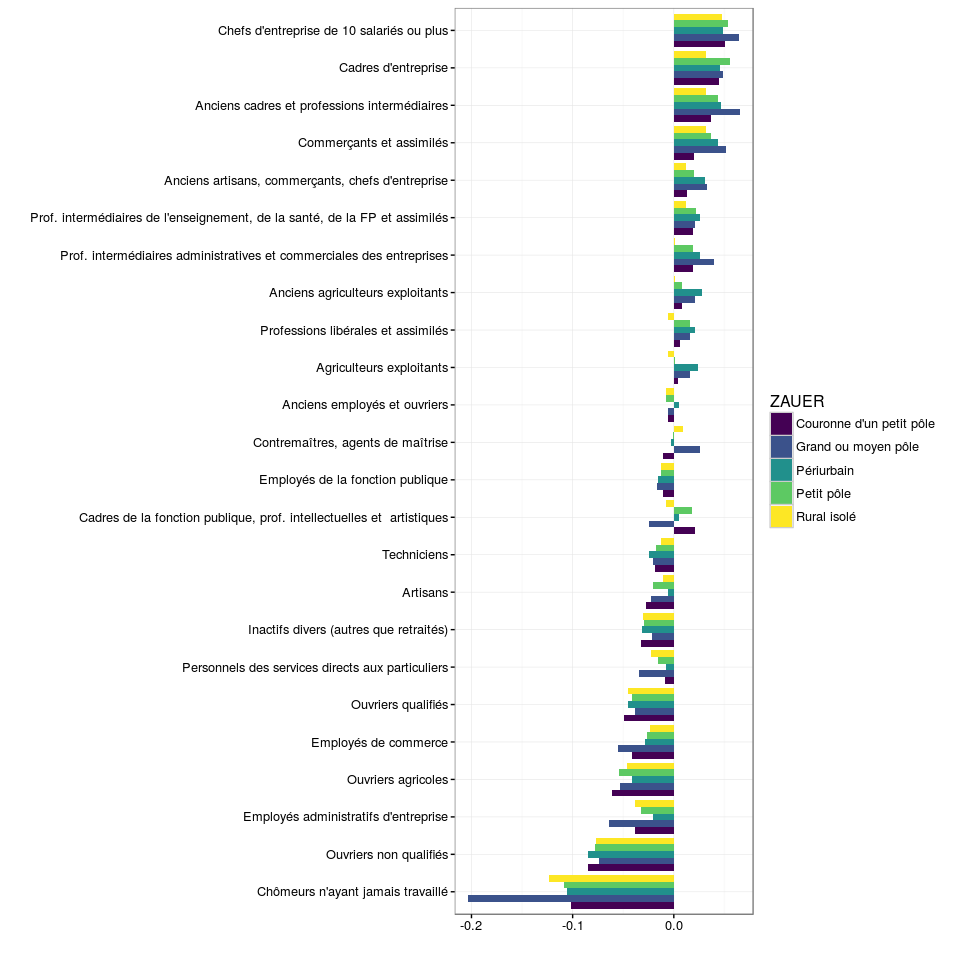 Chefs d'entreprise de 10 salariés ou plus
Cadres d'entreprise
Anciens cadres et professions intermédiaires
Commerçants et assimilés
Anciens artisans, commerçants, chefs d'entreprise
Prof. intermédiaires de l'enseignement, de la santé, de la FP et assimilés
Prof. intermédiaires administratives et commerciales des entreprises
Anciens agriculteurs exploitants
Professions libérales et assimilés
Agriculteurs exploitants
Anciens employés et ouvriers
Contremaîtres, agents de maîtrise
Employés de la fonction publique
Cadres de la fonction publique, prof. intellectuelles et  artistiques
Techniciens
Artisans
Inactifs divers (autres que retraités)
Personnels des services directs aux particuliers
Ouvriers qualifiés
Employés de commerce
Ouvriers agricoles
Employés administratifs d'entreprise
Ouvriers non qualifiés
Chômeurs n'ayant jamais travaillé
-0.2 -0.1 0.0
ZAUER
Couronne d'un petit pôle
Grand ou moyen pôle
Périurbain
Petit pôle
Rural isolé